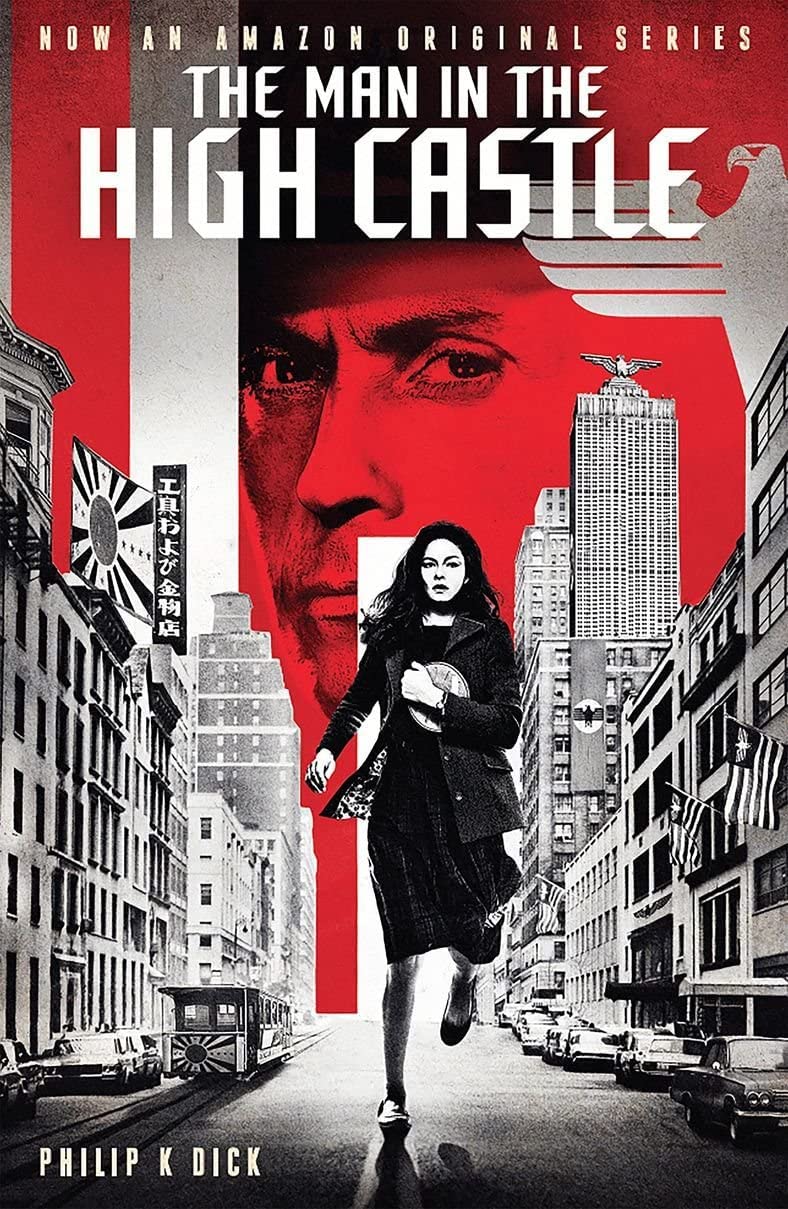 NOW AN AMAZON ORIGINAL SERIES
THE MAN IN THE
HIGH CASTLE
工具および金物店
PHILIP K DICK